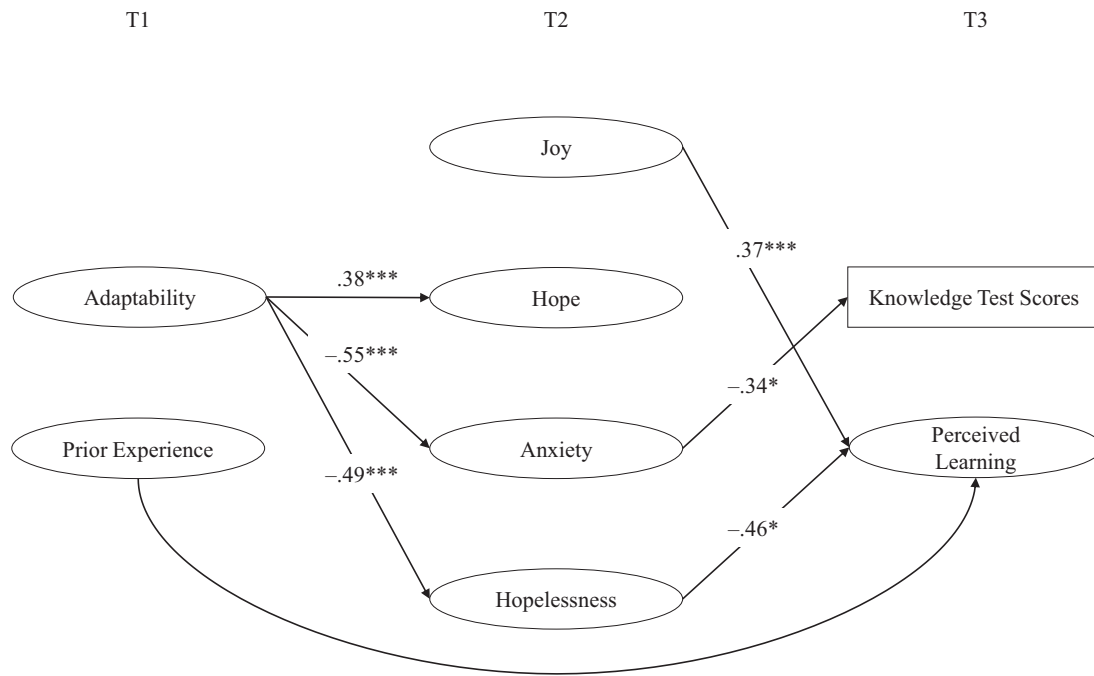 T1 T2 T3
Joy
.37***
Adaptability .38*** Hope Knowledge Test Scores
–.55***
–.34*
Prior Experience Anxiety Perceived
Learning
–.49***
–.46*
Hopelessness